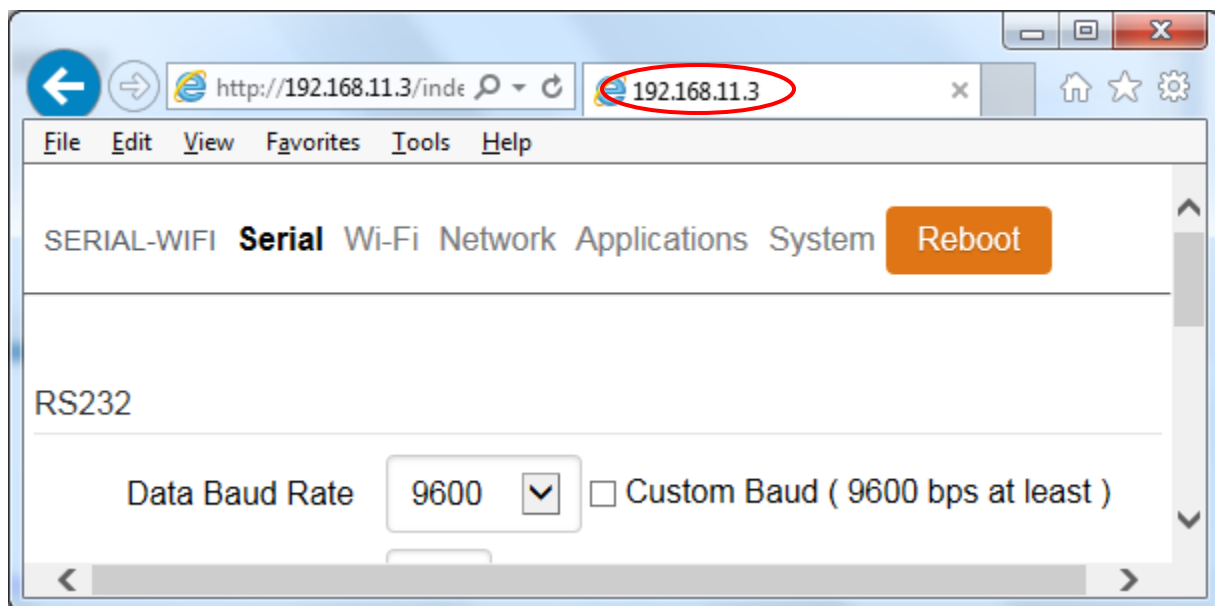 http://192.168.11.3/inde 192.168.11.3
File Edit View Favorites Tools Help
SERIAL-WIFI Serial Wi-Fi Network Applications System Reboot
RS232
Data Baud Rate 9600 Custom Baud ( 9600 bps at least )